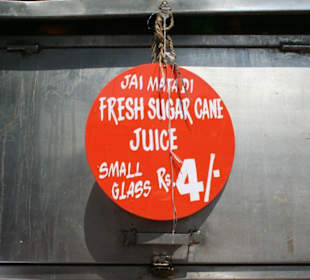 JAI MATA DI
FRESH SUGAR CANE
JUICE
SMALL
GLASS Rs. 4/-